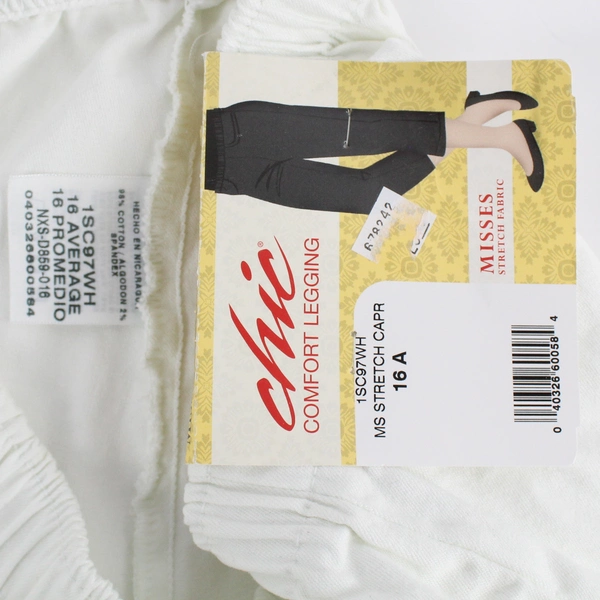 chic®
COMFORT LEGGING
MISSES
STRETCH FABRIC
1SC97WH
MS STRETCH CAPR
16 A
0 40326 60058 4
1SC97WH
16 AVERAGE
16 PROMEDIO
NXS-D869-016
040326600584
HECHO EN NICARAGUA
98% COTTON, ALGODON 2%
SPANDEX